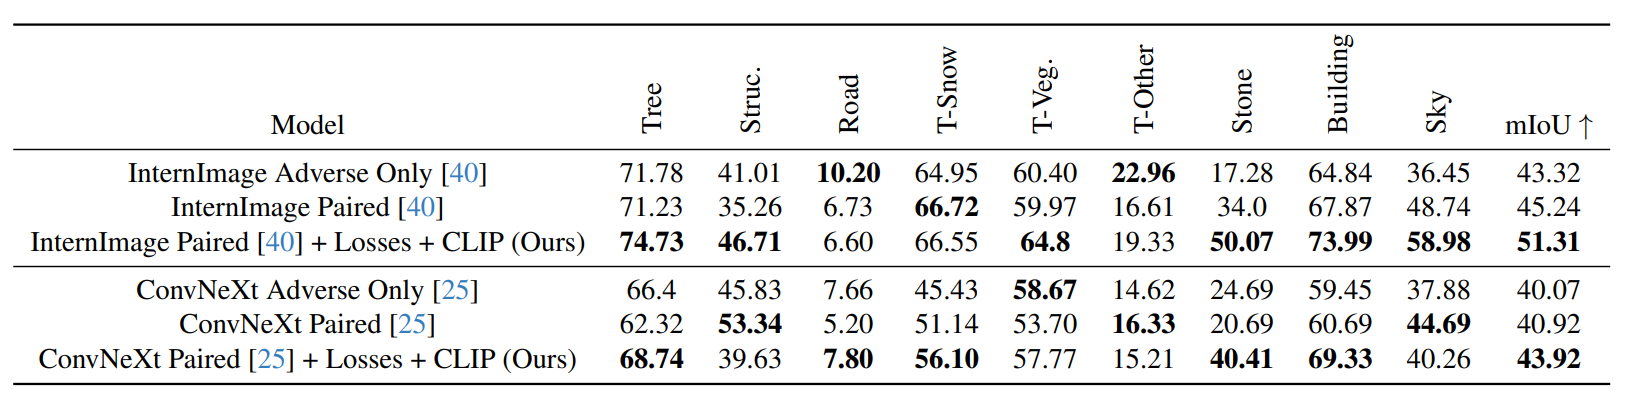 Model Tree Struc. Road T-Snow T-Veg. T-Other Stone Building Sky mIoU ↑
InternImage Adverse Only [40] 71.78 41.01 10.20 64.95 60.40 22.96 17.28 64.84 36.45 43.32
InternImage Paired [40] 71.23 35.26 6.73 66.72 59.97 16.61 34.0 67.87 48.74 45.24
InternImage Paired [40] + Losses + CLIP (Ours) 74.73 46.71 6.60 66.55 64.8 19.33 50.07 73.99 58.98 51.31
ConvNeXt Adverse Only [25] 66.4 45.83 7.66 45.43 58.67 14.62 24.69 59.45 37.88 40.07
ConvNeXt Paired [25] 62.32 53.34 5.20 51.14 53.70 16.33 20.69 60.69 44.69 40.92
ConvNeXt Paired [25] + Losses + CLIP (Ours) 68.74 39.63 7.80 56.10 57.77 15.21 40.41 69.33 40.26 43.92